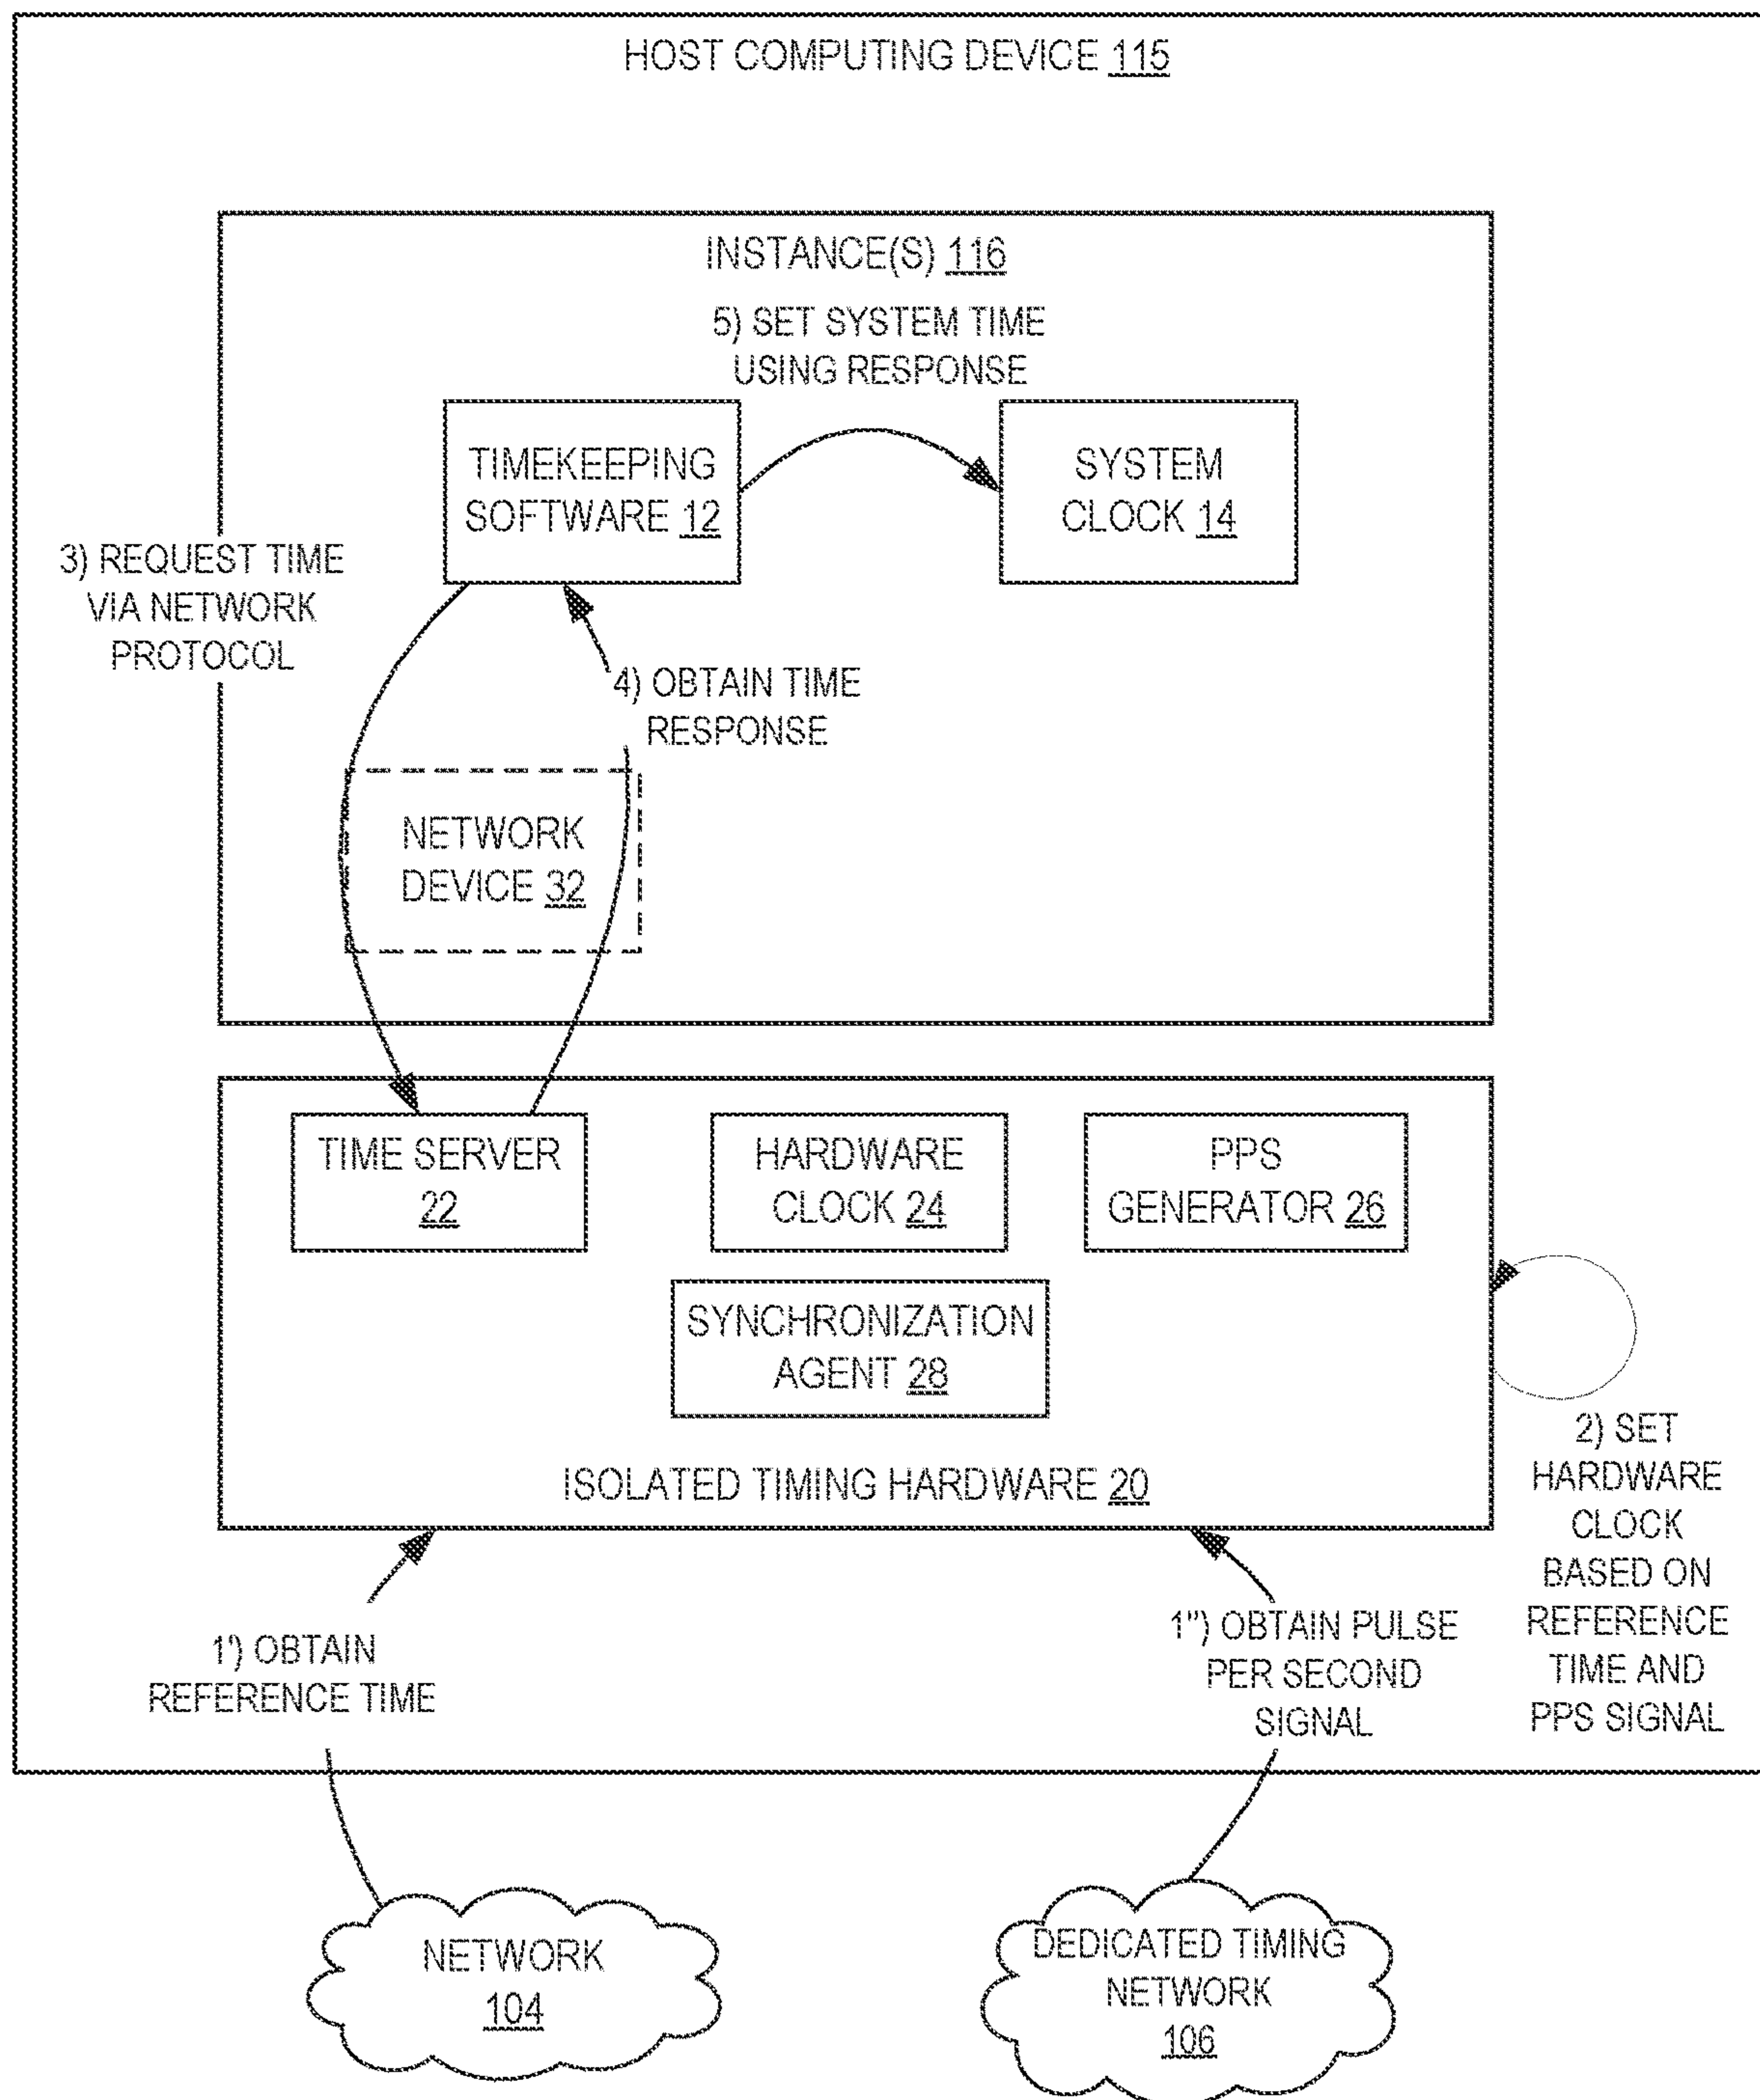 HOST COMPUTING DEVICE 115
INSTANCE(S) 116
5) SET SYSTEM TIME
USING RESPONSE
TIMEKEEPING
SOFTWARE 12
SYSTEM
CLOCK 14
3) REQUEST TIME
VIA NETWORK
PROTOCOL
4) OBTAIN TIME
RESPONSE
NETWORK
DEVICE 32
TIME SERVER
22
HARDWARE
CLOCK 24
PPS
GENERATOR 26
SYNCHRONIZATION
AGENT 28
ISOLATED TIMING HARDWARE 20
2) SET
HARDWARE
CLOCK
BASED ON
REFERENCE
TIME AND
PPS SIGNAL
1') OBTAIN
REFERENCE TIME
1'') OBTAIN PULSE
PER SECOND
SIGNAL
NETWORK
104
DEDICATED TIMING
NETWORK
106